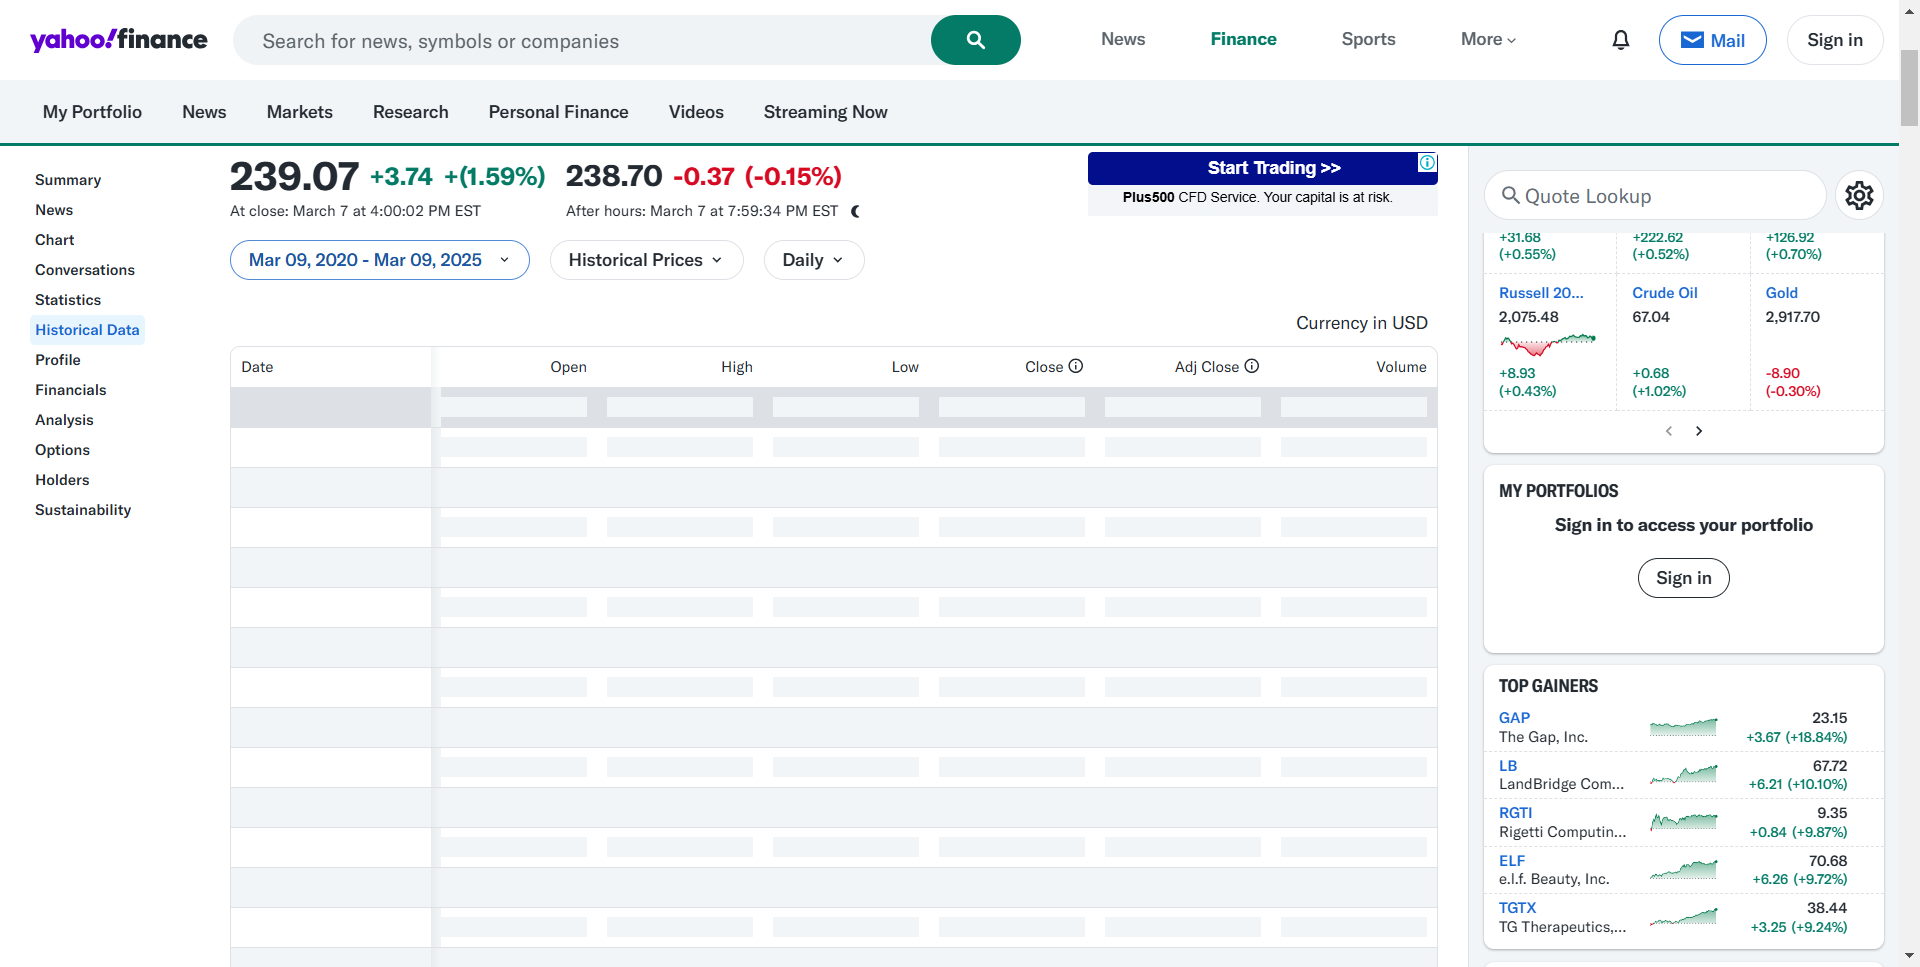 yahoo!finance
Search for news, symbols or companies
News
Finance
Sports
More
Mail
Sign in
My Portfolio
News
Markets
Research
Personal Finance
Videos
Streaming Now
Summary
News
Chart
Conversations
Statistics
Historical Data
Profile
Financials
Analysis
Options
Holders
Sustainability
239.07 +3.74 +(1.59%)
At close: March 7 at 4:00:02 PM EST
238.70 -0.37 (-0.15%)
After hours: March 7 at 7:59:34 PM EST
Start Trading >>
Plus500 CFD Service. Your capital is at risk.
Mar 09, 2020 - Mar 09, 2025
Historical Prices
Daily
Currency in USD
Date Open High Low Close Adj Close Volume
Quote Lookup
+31.68 +222.62 +126.92
(+0.55%) (+0.52%) (+0.70%)
Russell 20... Crude Oil Gold
2,075.48 67.04 2,917.70
+8.93 +0.68 -8.90
(+0.43%) (+1.02%) (-0.30%)
MY PORTFOLIOS
Sign in to access your portfolio
Sign in
TOP GAINERS
GAP 23.15
The Gap, Inc. +3.67 (+18.84%)
LB 67.72
LandBridge Com... +6.21 (+10.10%)
RGTI 9.35
Rigetti Computin... +0.84 (+9.87%)
ELF 70.68
e.l.f. Beauty, Inc. +6.26 (+9.72%)
TGTX 38.44
TG Therapeutics,... +3.25 (+9.24%)